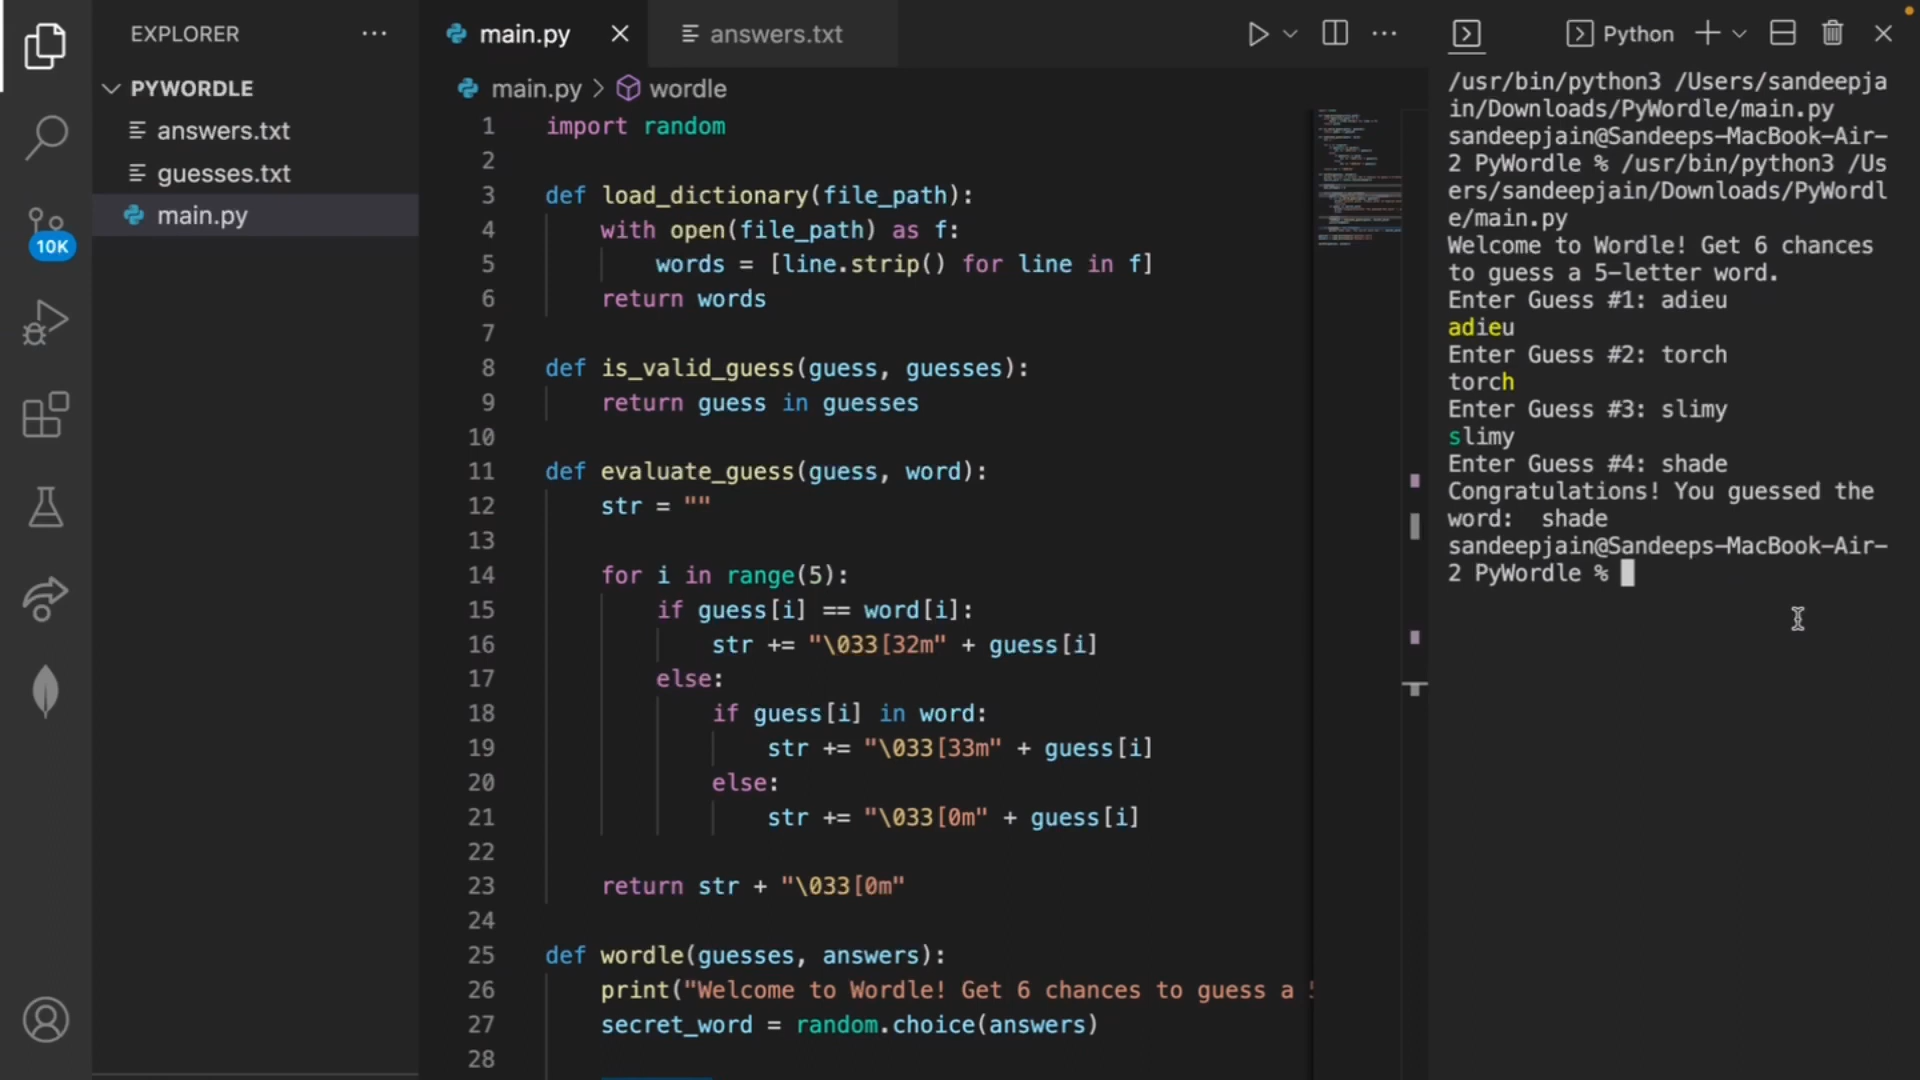 EXPLORER
PYWORDLE
answers.txt
guesses.txt
main.py
10K
main.py
answers.txt
main.py > wordle
1 import random
2
3 def load_dictionary(file_path):
4 with open(file_path) as f:
5 words = [line.strip() for line in f]
6 return words
7
8 def is_valid_guess(guess, guesses):
9 return guess in guesses
10
11 def evaluate_guess(guess, word):
12 str = ""
13
14 for i in range(5):
15 if guess[i] == word[i]:
16 str += "\033[32m" + guess[i]
17 else:
18 if guess[i] in word:
19 str += "\033[33m" + guess[i]
20 else:
21 str += "\033[0m" + guess[i]
22
23 return str + "\033[0m"
24
25 def wordle(guesses, answers):
26 print("Welcome to Wordle! Get 6 chances to guess a
27 secret_word = random.choice(answers)
28
Python
/usr/bin/python3 /Users/sandeepja
in/Downloads/PyWordle/main.py
sandeepjain@Sandeeps-MacBook-Air-
2 PyWordle % /usr/bin/python3 /Us
ers/sandeepjain/Downloads/PyWordl
e/main.py
Welcome to Wordle! Get 6 chances
to guess a 5-letter word.
Enter Guess #1: adieu
adieu
Enter Guess #2: torch
torch
Enter Guess #3: slimy
slimy
Enter Guess #4: shade
Congratulations! You guessed the
word:  shade
sandeepjain@Sandeeps-MacBook-Air-
2 PyWordle %